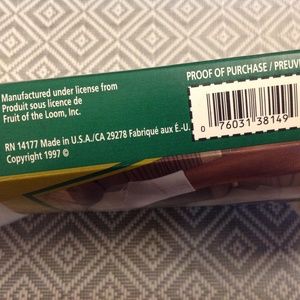 Manufactured under license from
Produit sous licence de
Fruit of the Loom, Inc.
PROOF OF PURCHASE / PREUV
RN 14177 Made in U.S.A./CA 29278 Fabriqué aux É.-U.
Copyright 1997 ©
0 76031 38149